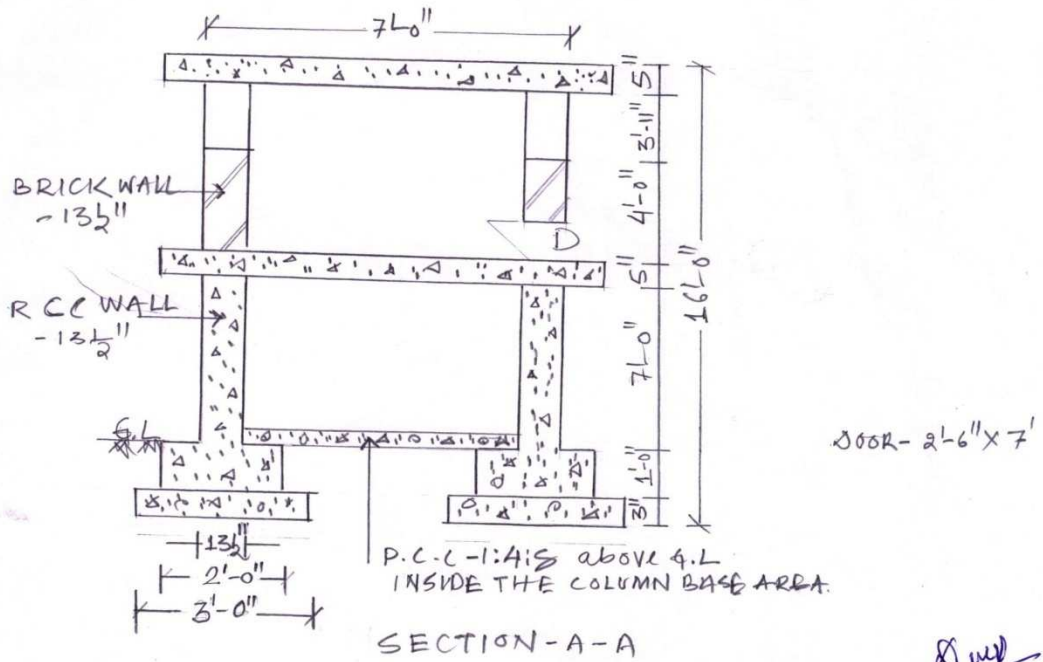 7'-0"
5"
3'-11"
4'-0"
5"
7'-0"
1'-0"
3"
16'-0"
BRICK WALL
- 13½"
D
RCC WALL
- 13½"
G.L
DOOR - 2'-6" X 7'
13½"
2'-0"
3'-0"
P.C.C - 1:4:8 above G.L
INSIDE THE COLUMN BASE AREA.
SECTION - A - A